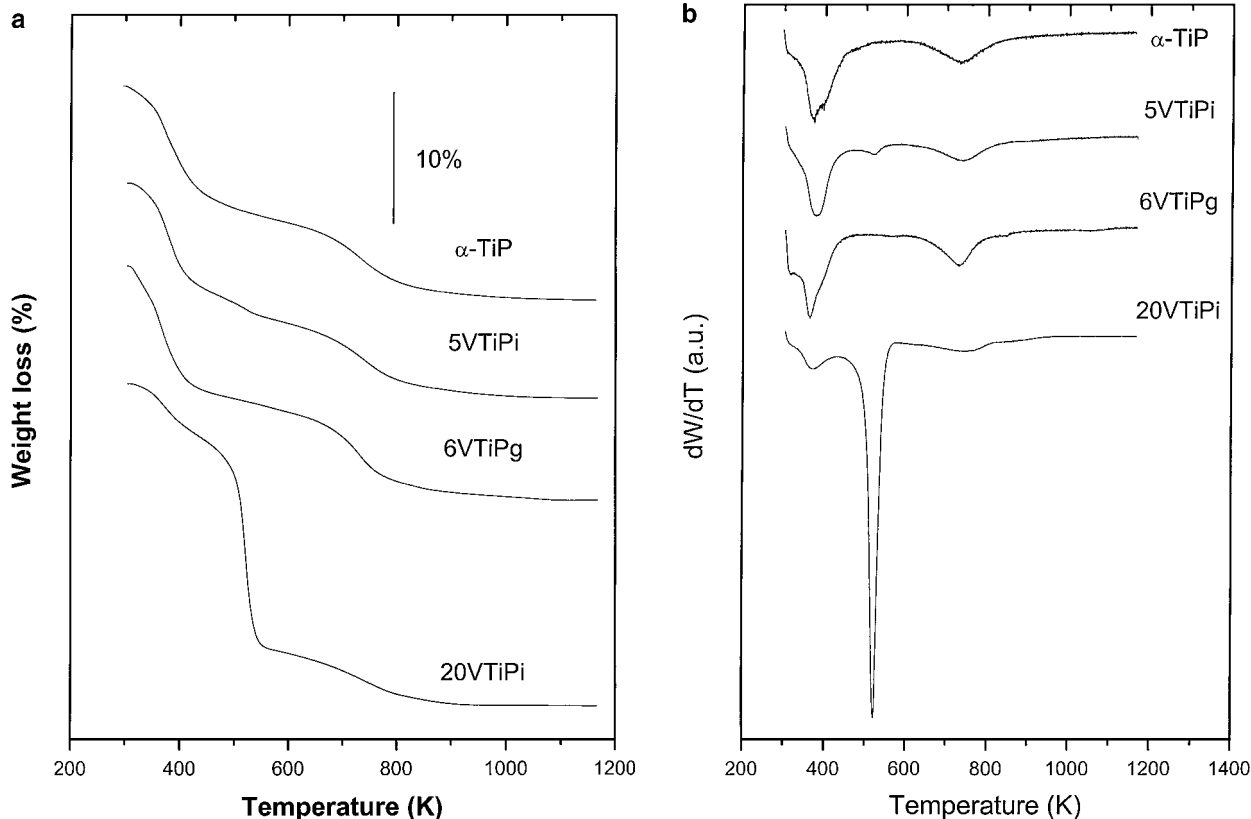 a
10%
α-TiP
5VTiPi
6VTiPg
20VTiPi
Weight loss (%)
200 400 600 800 1000 1200
Temperature (K)
b
α-TiP
5VTiPi
6VTiPg
20VTiPi
dW/dT (a.u.)
200 400 600 800 1000 1200 1400
Temperature (K)